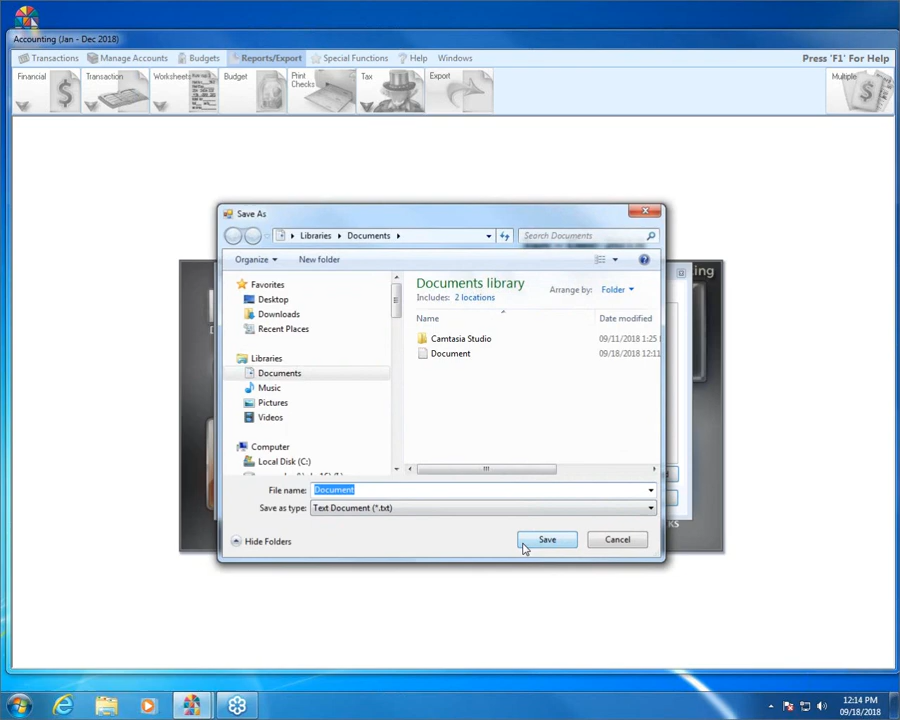 Accounting (Jan - Dec 2018)
Transactions Manage Accounts Budgets Reports/Export Special Functions Help Windows Press 'F1' For Help
Financial Transaction Worksheets Budget Print Checks Tax Export Multiple
Save As
Libraries Documents Search Documents
Organize New folder
Favorites
Desktop
Downloads
Recent Places
Libraries
Documents
Music
Pictures
Videos
Computer
Local Disk (C:)
Documents library
Includes: 2 locations
Arrange by: Folder
Name Date modified
Camtasia Studio 09/11/2018 1:25
Document 09/18/2018 12:11
File name: Document
Save as type: Text Document (*.txt)
Hide Folders Save Cancel
12:14 PM
09/18/2018